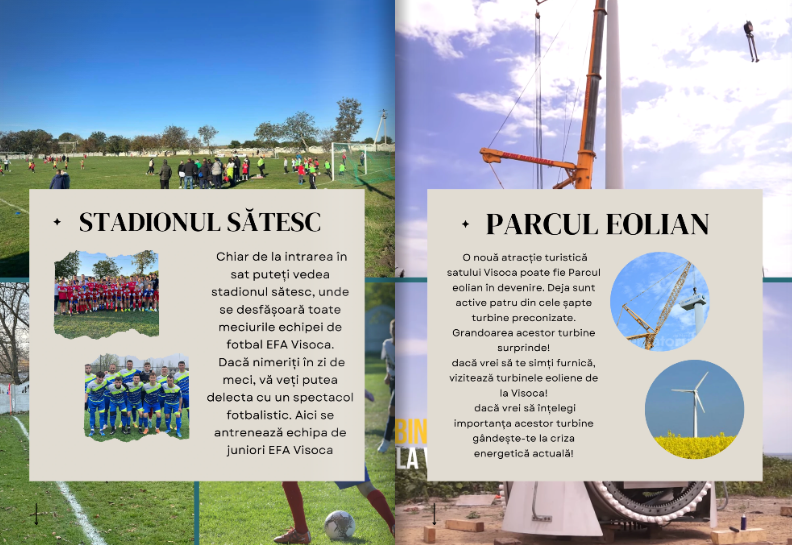 STADIONUL SĂTESC
Chiar de la intrarea în
sat puteți vedea
stadionul sătesc, unde
se desfășoară toate
meciurile echipei de
fotbal EFA Visoca.
Dacă nimeriți în zi de
meci, vă veți putea
delecta cu un spectacol
fotbalistic. Aici se
antrenează echipa de
juniori EFA Visoca
PARCUL EOLIAN
O nouă atracție turistică
satului Visoca poate fie Parcul
eolian în devenire. Deja sunt
active patru din cele șapte
turbine preconizate.
Grandoarea acestor turbine
surprinde!
dacă vrei să te simți furnică,
vizitează turbinele eoliene de
la Visoca!
dacă vrei să înțelegi
importanța acestor turbine
gândește-te la criza
energetică actuală!
BIN
LA V